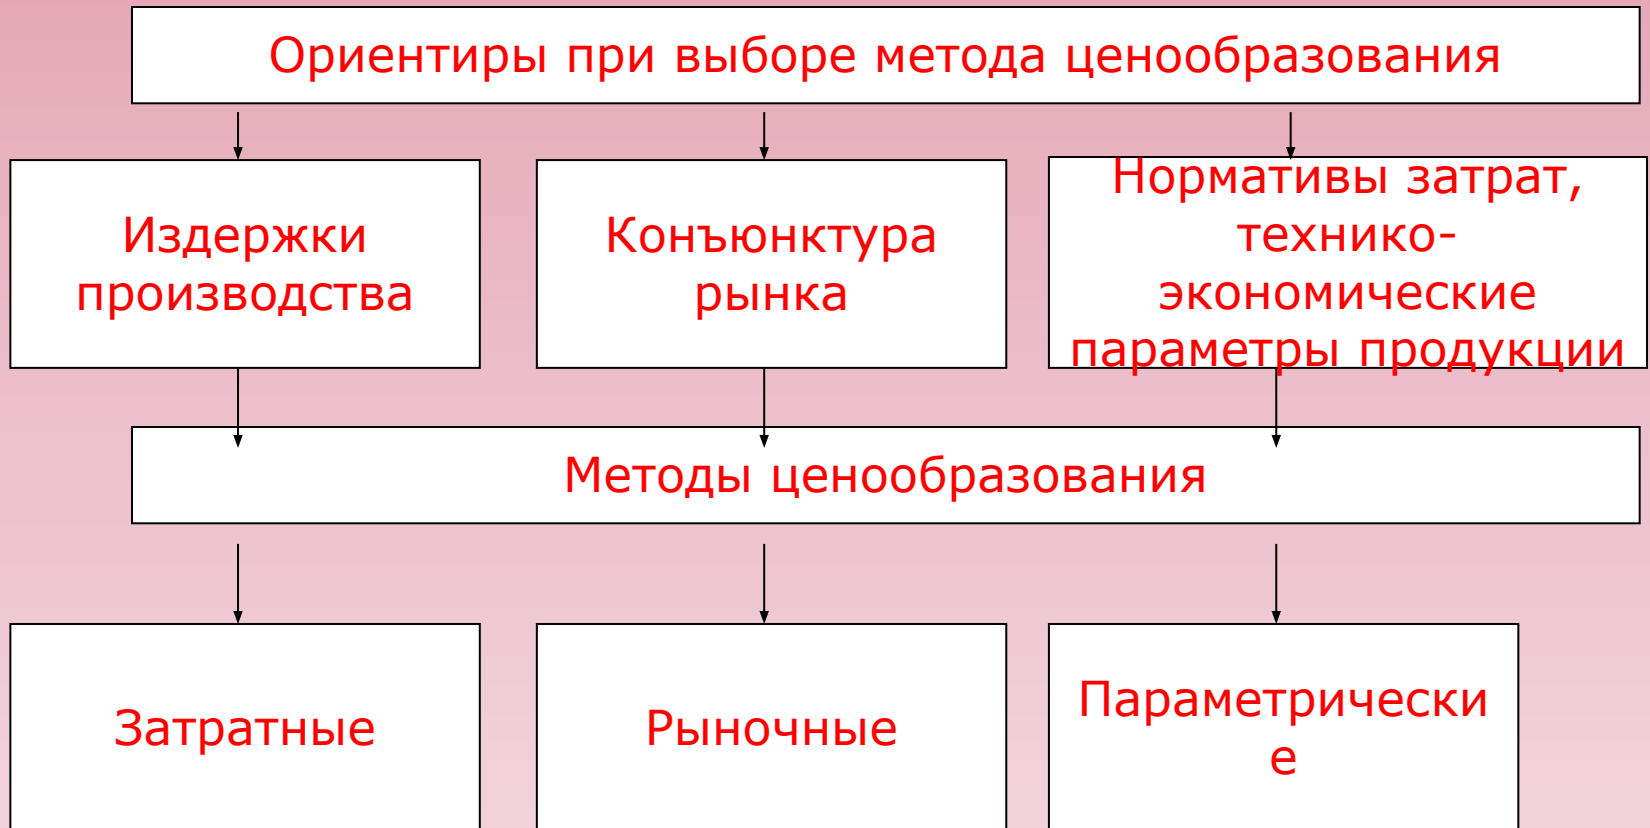 Ориентиры при выборе метода ценообразования
Издержки
производства
Конъюнктура
рынка
Нормативы затрат,
технико-
экономические
параметры продукции
Методы ценообразования
Затратные
Рыночные
Параметрически
е